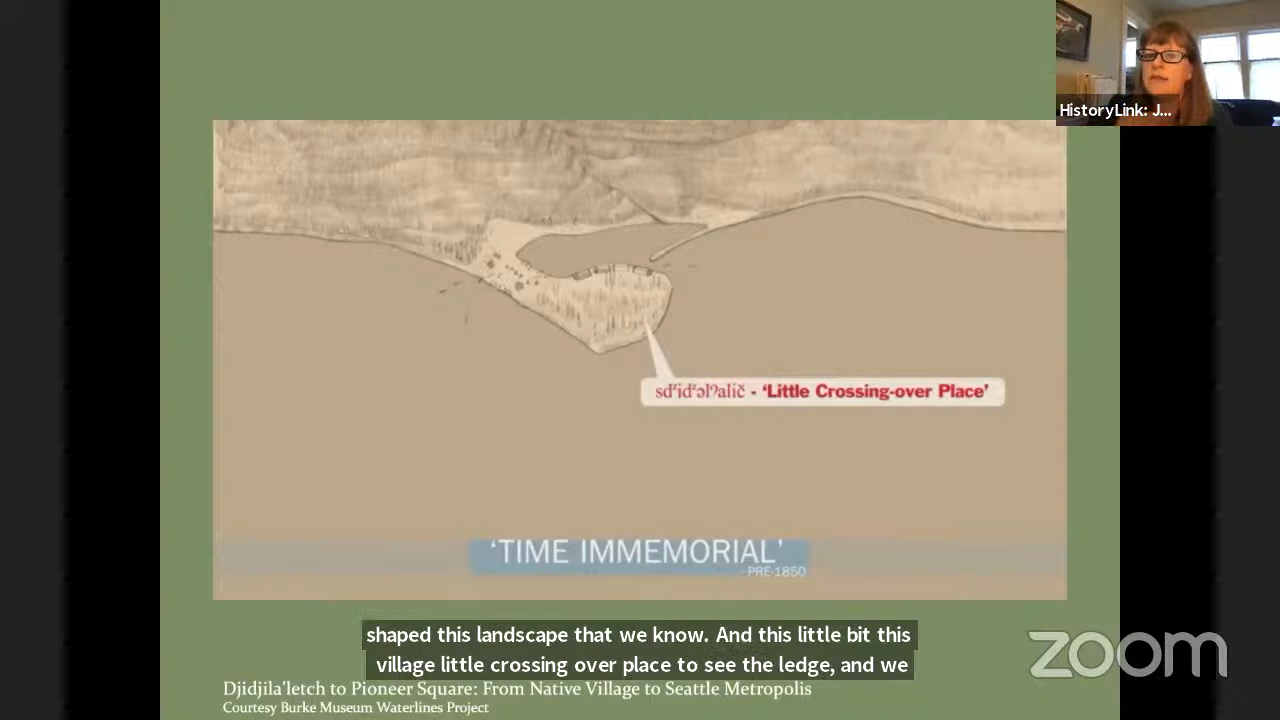 HistoryLink: J...
sdᶻidᶻəlʔalič - ‘Little Crossing-over Place’
‘TIME IMMEMORIAL’
- PRE-1850
shaped this landscape that we know. And this little bit this
village little crossing over place to see the ledge, and we
zoom
Djidjila'letch to Pioneer Square: From Native Village to Seattle Metropolis
Courtesy Burke Museum Waterlines Project